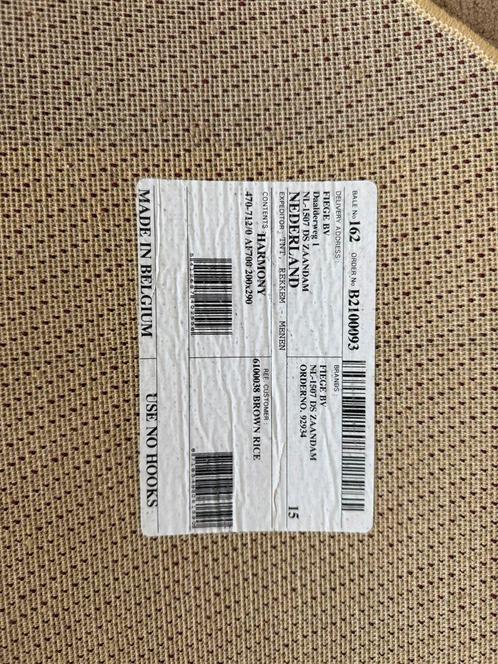 BALE No. 162 ORDER No. B2100093
DELIVERY ADDRESS:
FIEGE BV
Daalderweg 1
NL-1507 DS ZAANDAM
NEDERLAND
EXPEDITOR: INT. REKKEM - MENEN
BRANDS
FIEGE BV
NL-1507 DS ZAANDAM
ORDERNO. 92934
15
CONTENTS: HARMONY
470-712/0 AF700 200x290
REF. CUSTOMER
6100038 BROWN RICE
MADE IN BELGIUM
USE NO HOOKS